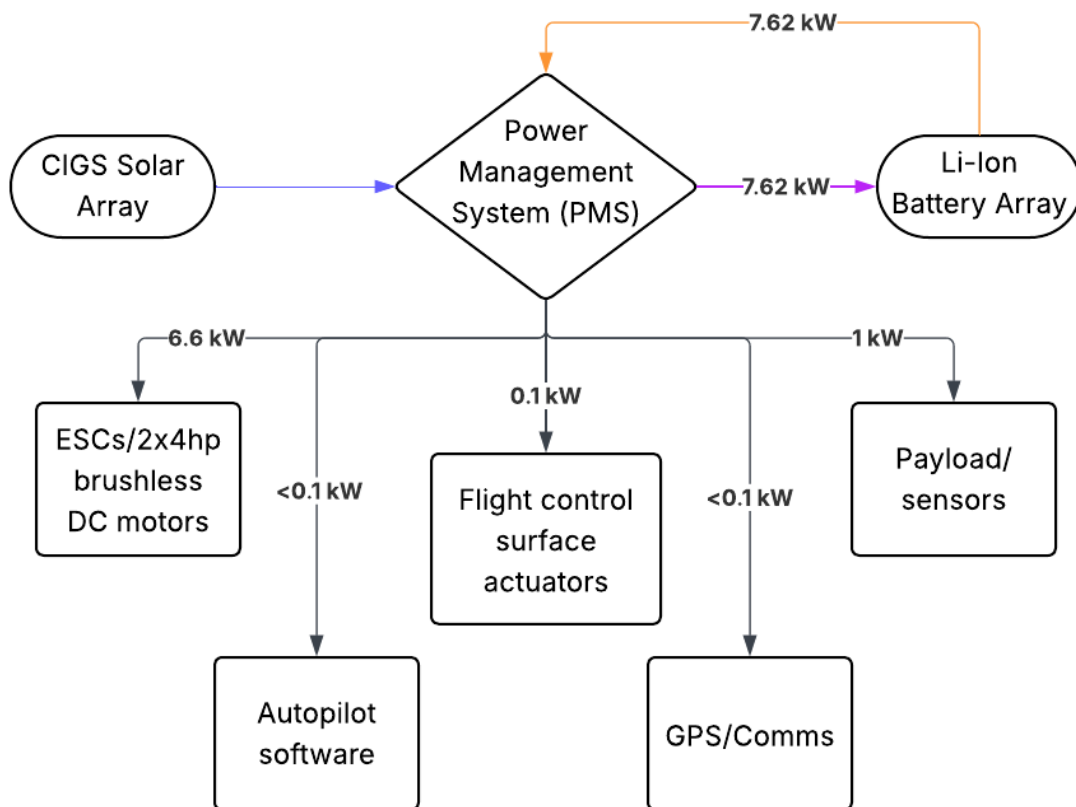 7.62 kW
CIGS Solar
Array
Power
Management
System (PMS)
7.62 kW
Li-Ion
Battery Array
6.6 kW
1 kW
0.1 kW
<0.1 kW
<0.1 kW
ESCs/2x4hp
brushless
DC motors
Flight control
surface
actuators
Payload/
sensors
Autopilot
software
GPS/Comms